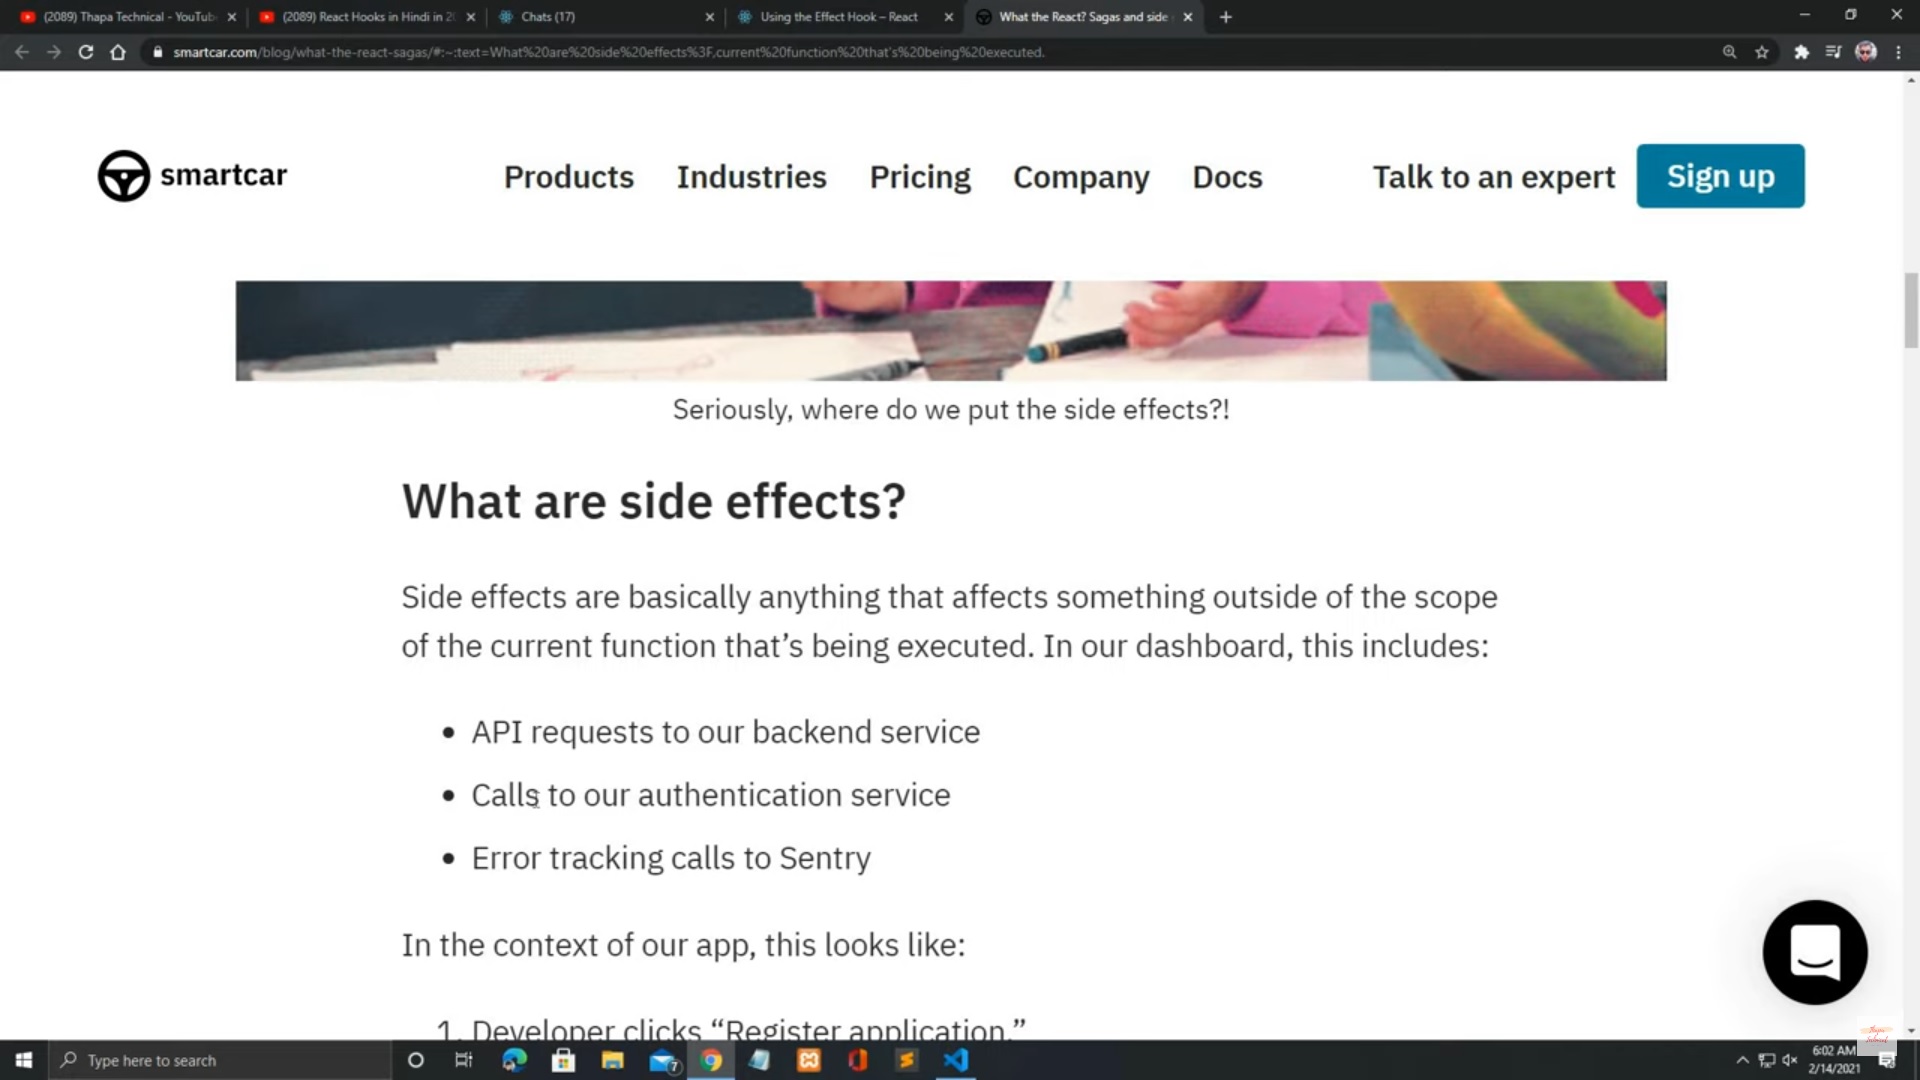 (2089) Thapa Technical - YouTub
(2089) React Hooks in Hindi in 2
Chats (17)
Using the Effect Hook – React
What the React? Sagas and side
smartcar.com/blog/what-the-react-sagas/#:~:text=What%20are%20side%20effects%3F,current%20function%20that's%20being%20executed.
smartcar
Products
Industries
Pricing
Company
Docs
Talk to an expert
Sign up
Seriously, where do we put the side effects?!
What are side effects?
Side effects are basically anything that affects something outside of the scope
of the current function that’s being executed. In our dashboard, this includes:
• API requests to our backend service
• Calls to our authentication service
• Error tracking calls to Sentry
In the context of our app, this looks like:
1. Developer clicks “Register application.”
Type here to search
7
6:02 AM
2/14/2021